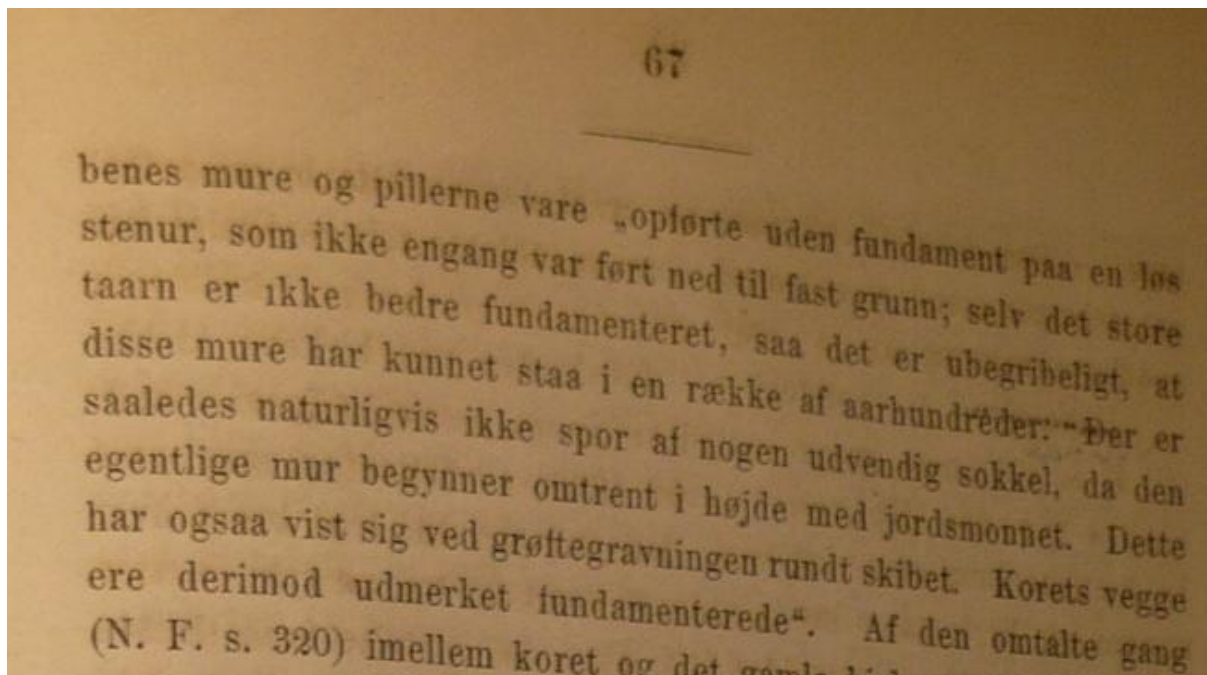 67
benes mure og pillerne vare „opførte uden fundament paa en løs
stenur, som ikke engang var ført ned til fast grunn; selv det store
taarn er ikke bedre fundamenteret, saa det er ubegribeligt, at
disse mure har kunnet staa i en række af aarhundreder.“ Der er
saaledes naturligvis ikke spor af nogen udvendig sokkel, da den
egentlige mur begynner omtrent i højde med jordsmonnet. Dette
har ogsaa vist sig ved grøftegravningen rundt skibet. Korets vegge
ere derimod udmerket fundamenterede“. Af den omtalte gang
(N. F. s. 320) imellem koret og det gamle